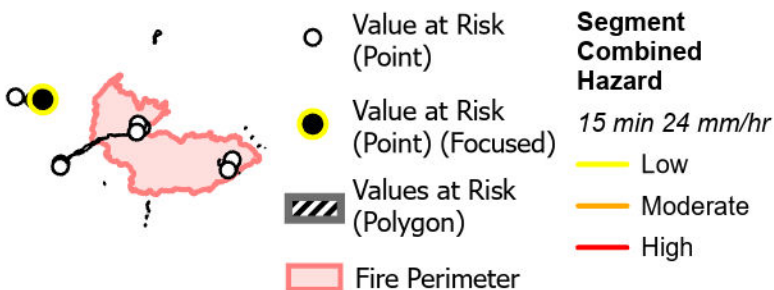 Value at Risk
(Point)
Value at Risk
(Point) (Focused)
Values at Risk
(Polygon)
Fire Perimeter
Segment
Combined
Hazard
15 min 24 mm/hr
Low
Moderate
High